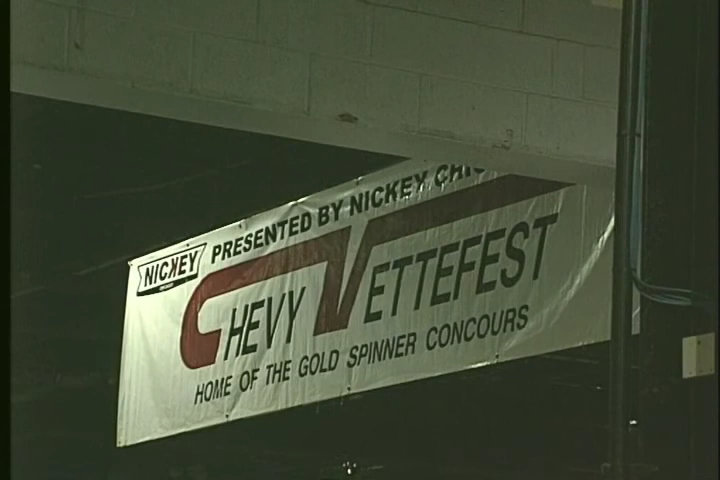 NICKEY
PRESENTED BY NICKEY
CHEVY VETTEFEST
HOME OF THE GOLD SPINNER CONCOURS